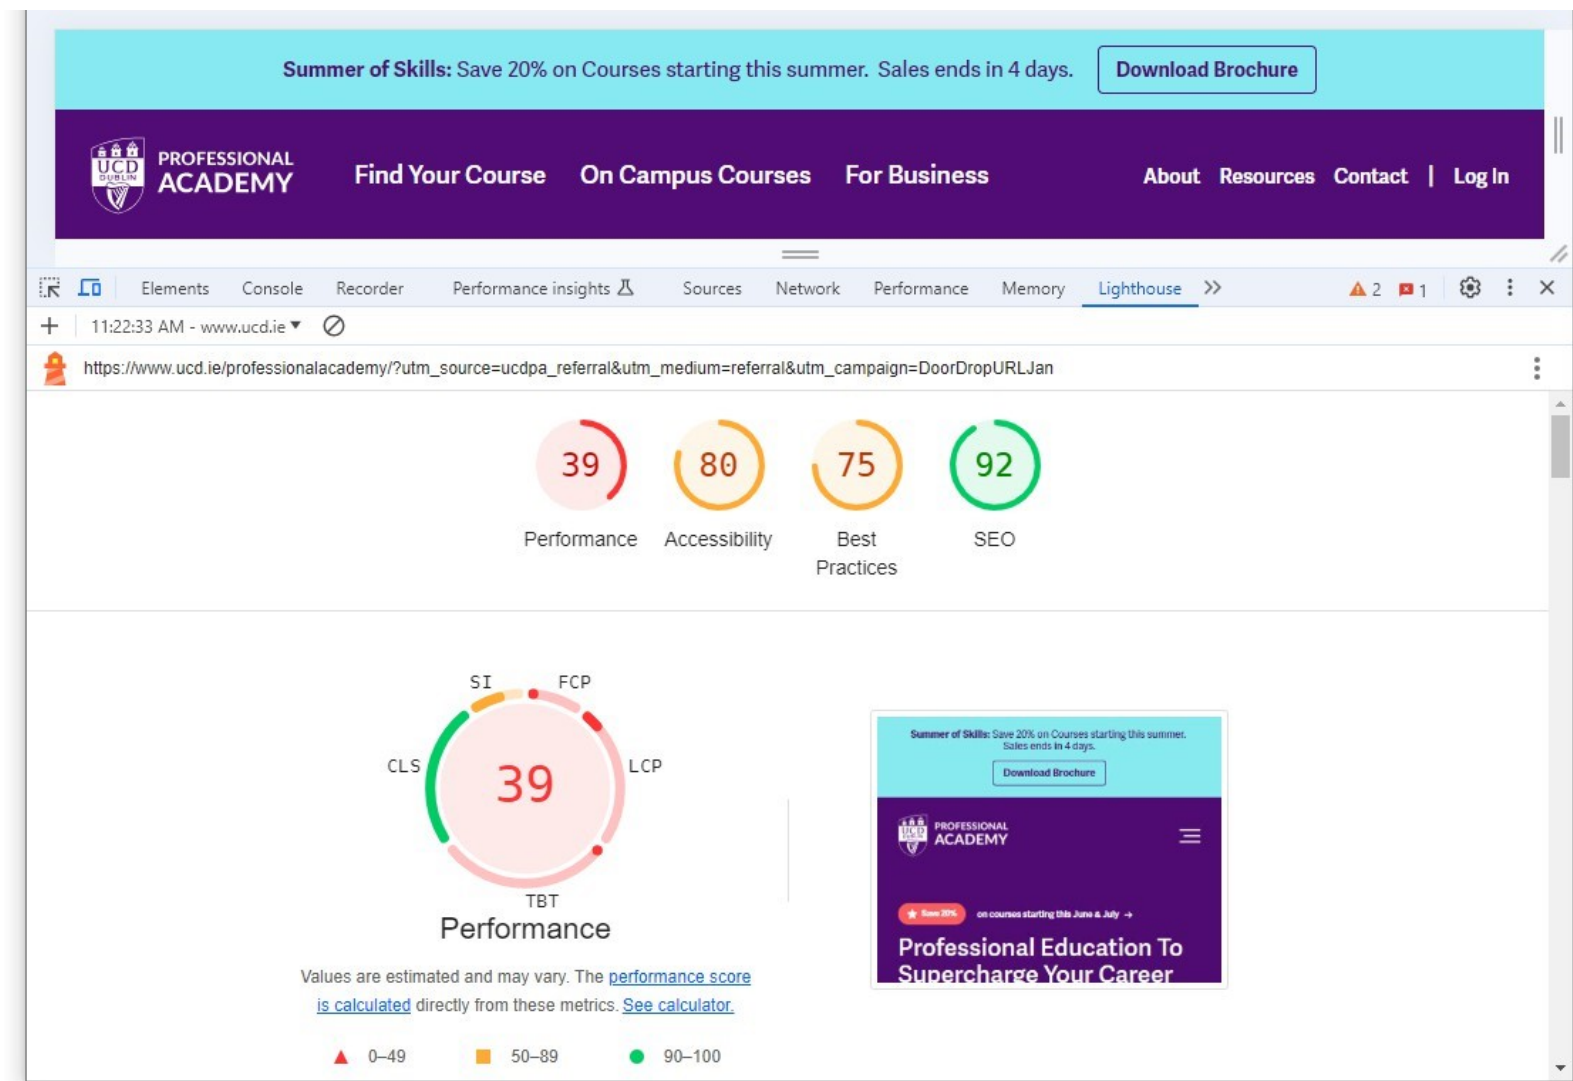 Summer of Skills: Save 20% on Courses starting this summer. Sales ends in 4 days. Download Brochure
UCD
DUBLIN
PROFESSIONAL
ACADEMY
Find Your Course On Campus Courses For Business About Resources Contact | Log In
Elements Console Recorder Performance insights Sources Network Performance Memory Lighthouse 2 1
11:22:33 AM - www.ucd.ie
https://www.ucd.ie/professionalacademy/?utm_source=ucdpa_referral&utm_medium=referral&utm_campaign=DoorDropURLJan
39 80 75 92
Performance Accessibility Best Practices SEO
SI FCP
CLS LCP
39
TBT
Performance
Values are estimated and may vary. The performance score
is calculated directly from these metrics. See calculator.
0–49 50–89 90–100
Summer of Skills: Save 20% on Courses starting this summer.
Sales ends in 4 days.
Download Brochure
UCD
PROFESSIONAL
ACADEMY
Save 20% on courses starting this June & July →
Professional Education To
Supercharge Your Career